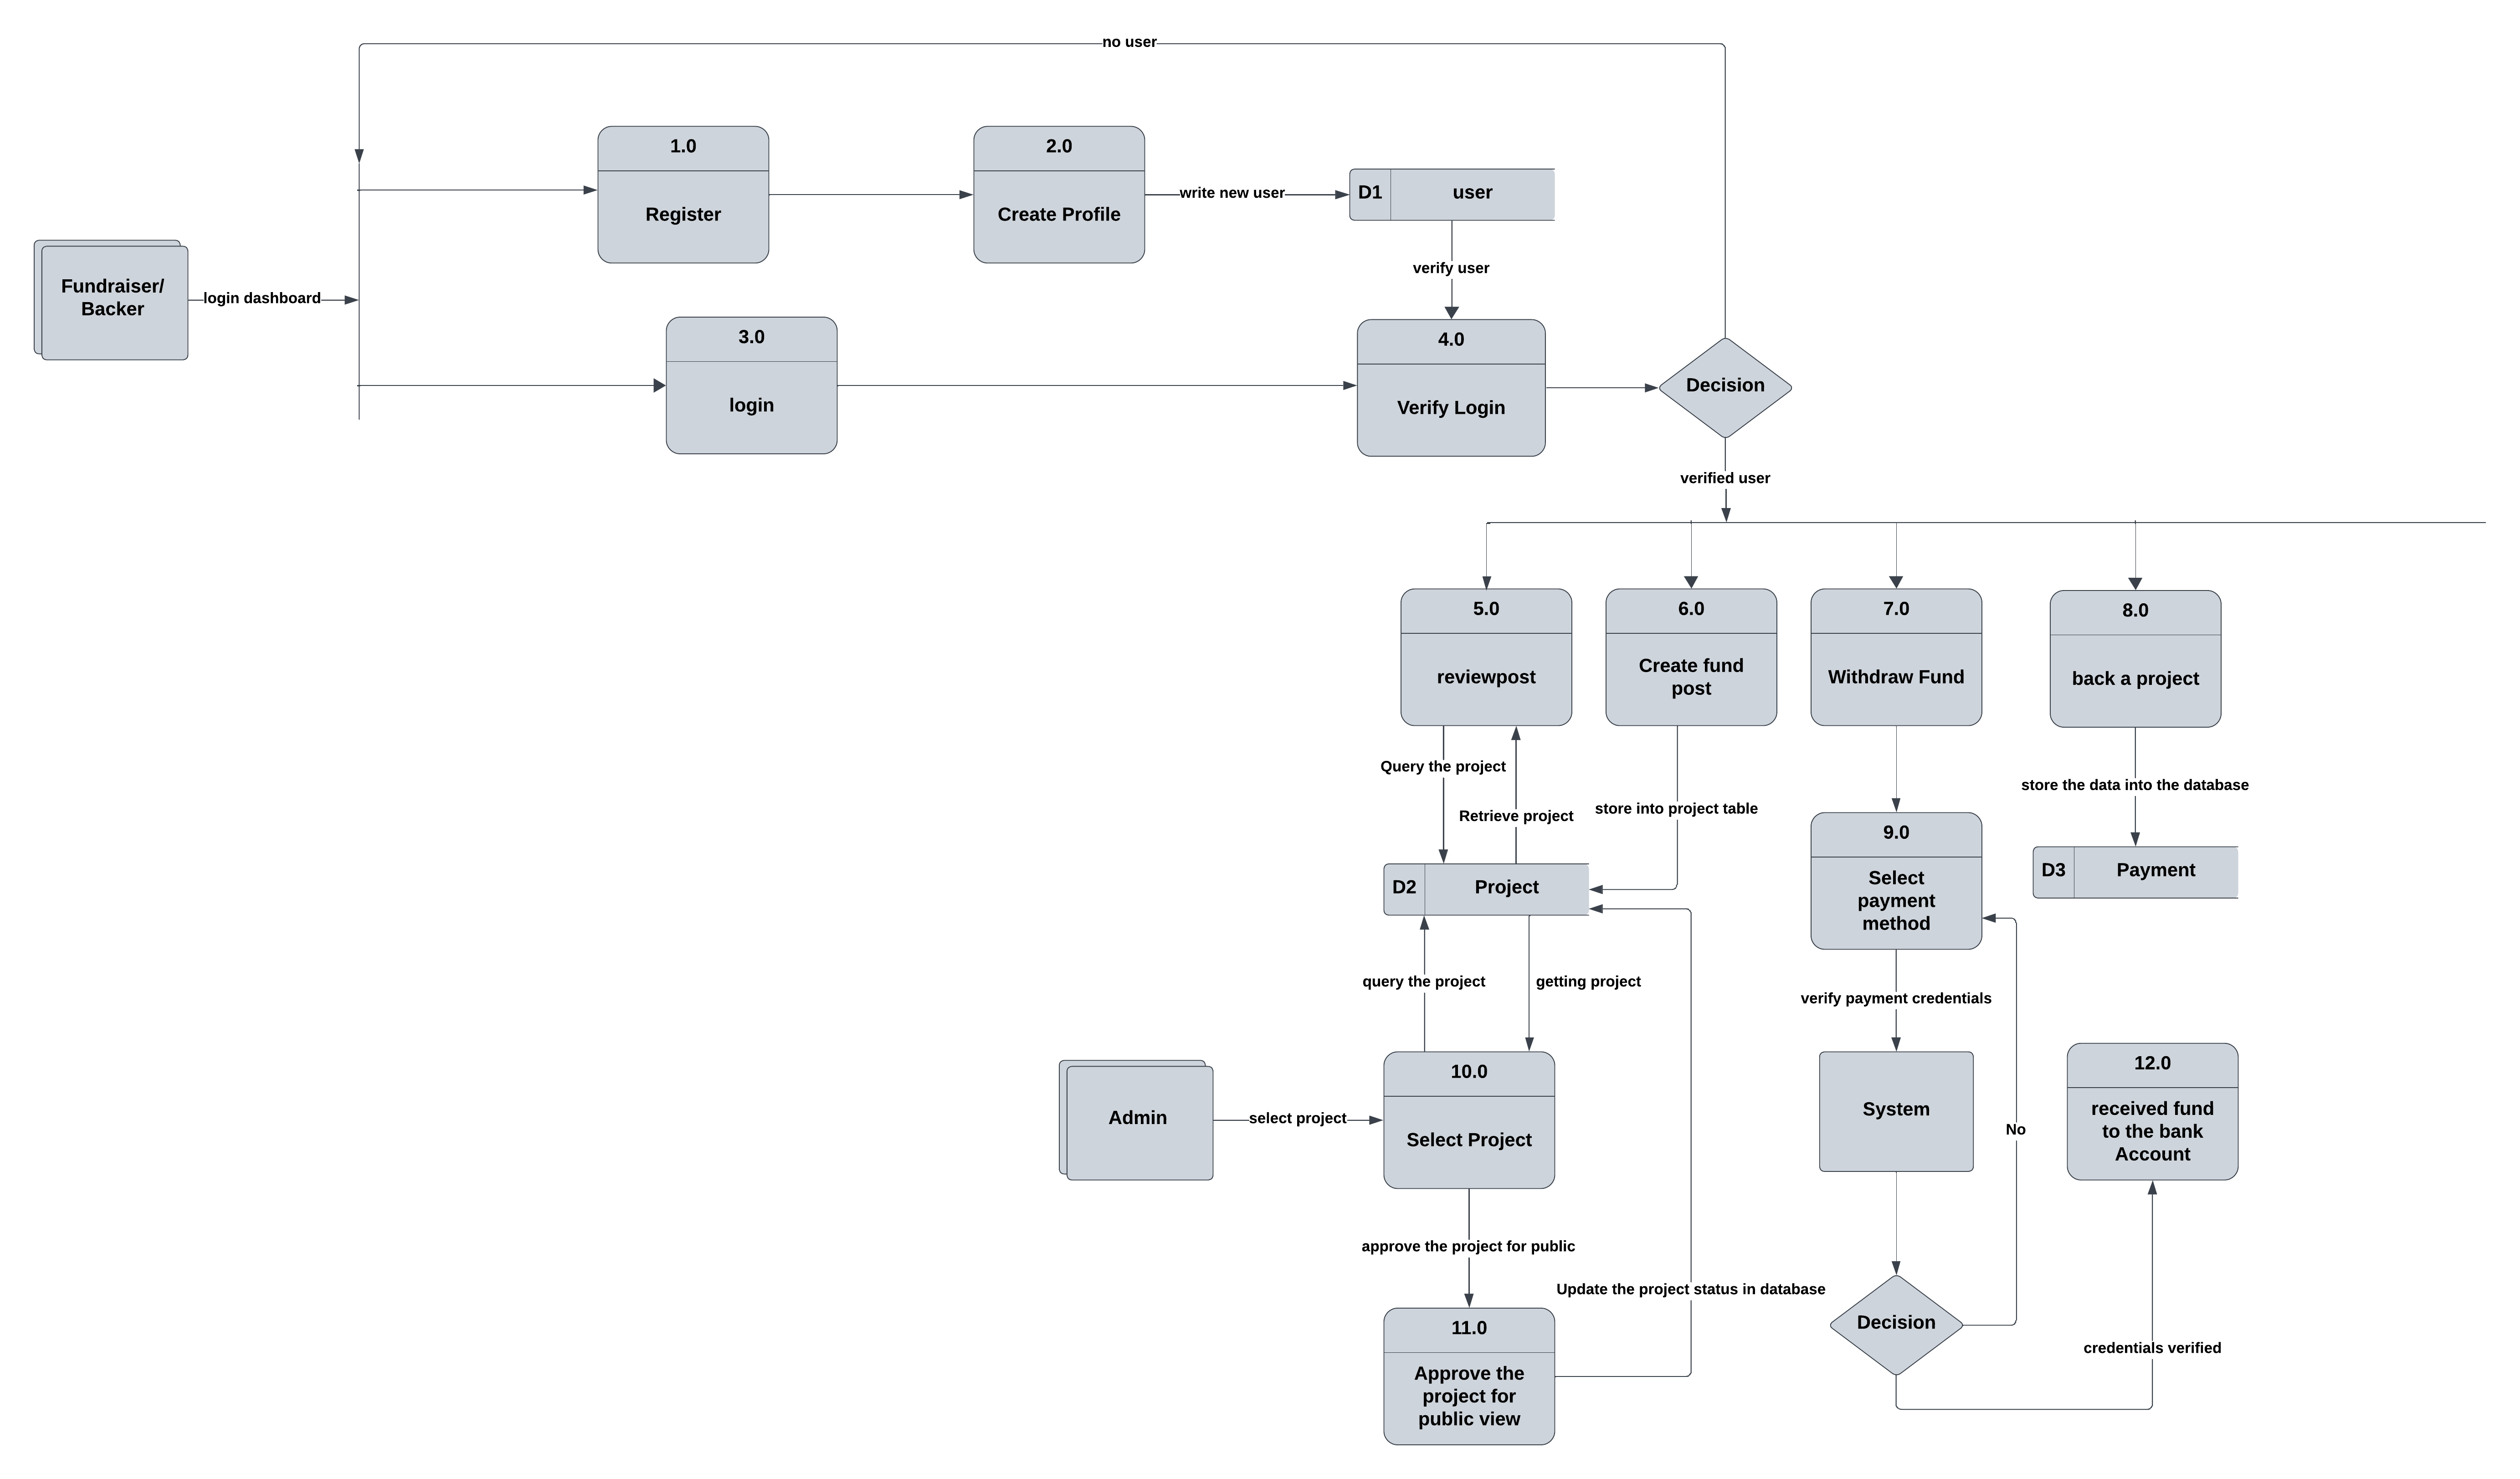 no user
1.0
Register
2.0
Create Profile
write new user
D1
user
Fundraiser/
Backer
login dashboard
verify user
3.0
login
4.0
Verify Login
Decision
verified user
5.0
reviewpost
6.0
Create fund
post
7.0
Withdraw Fund
8.0
back a project
Query the project
Retrieve project
store into project table
store the data into the database
9.0
Select
payment
method
D2
Project
D3
Payment
query the project
getting project
verify payment credentials
Admin
select project
10.0
Select Project
System
No
12.0
received fund
to the bank
Account
approve the project for public
Update the project status in database
11.0
Approve the
project for
public view
Decision
credentials verified